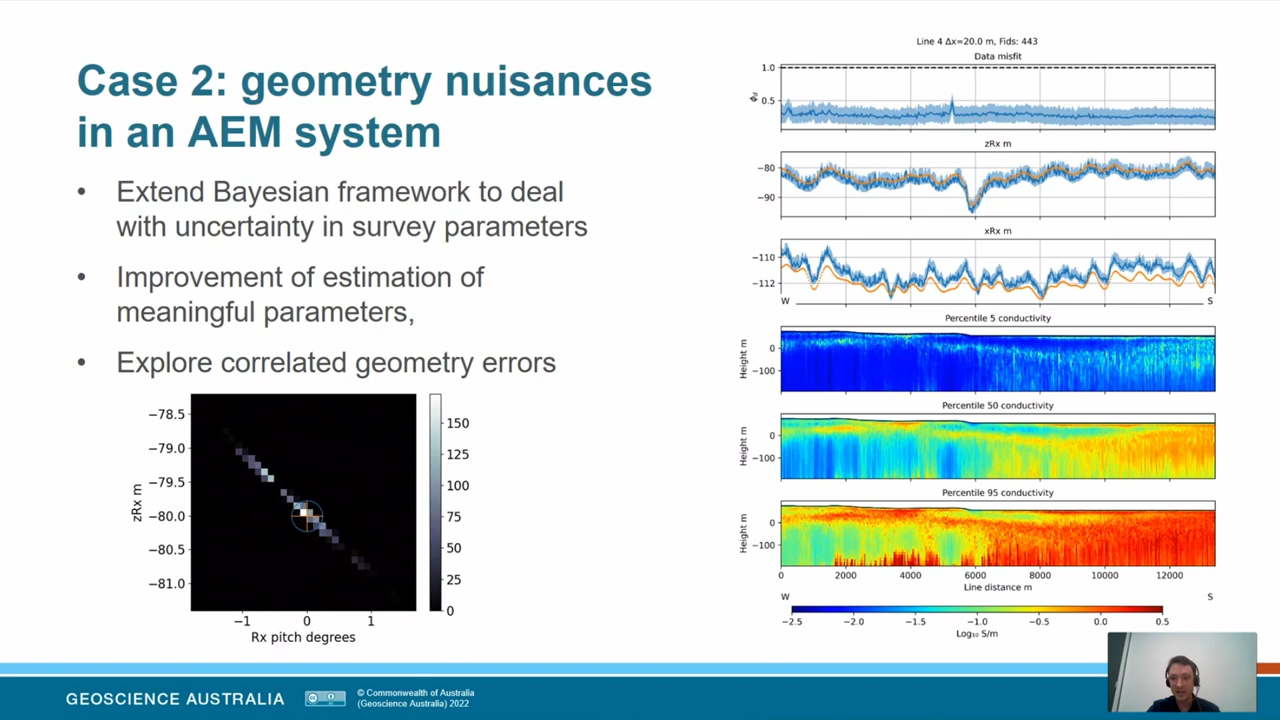 Case 2: geometry nuisances
in an AEM system
• Extend Bayesian framework to deal
with uncertainty in survey parameters
• Improvement of estimation of
meaningful parameters,
• Explore correlated geometry errors
−78.5
−79.0
−79.5
−80.0
−80.5
−81.0
zRx m
−1 0 1
Rx pitch degrees
150
125
100
75
50
25
0
Line 4 Δx=20.0 m, Fids: 443
Data misfit
1.0
0.5
ϕd
zRx m
−80
−90
xRx m
−110
−112
W S
Percentile 5 conductivity
Height m
0
−100
Percentile 50 conductivity
Height m
0
−100
Percentile 95 conductivity
Height m
0
−100
0 2000 4000 6000 8000 10000 12000
Line distance m
W S
−2.5 −2.0 −1.5 −1.0 −0.5 0.0 0.5
Log₁₀ S/m
GEOSCIENCE AUSTRALIA
cc BY
© Commonwealth of Australia
(Geoscience Australia) 2022